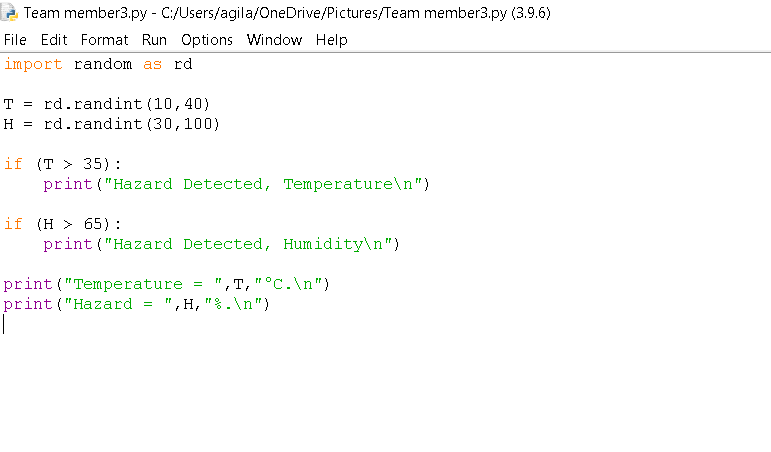 Team member3.py - C:/Users/agila/OneDrive/Pictures/Team member3.py (3.9.6)
File Edit Format Run Options Window Help
import random as rd
T = rd.randint(10,40)
H = rd.randint(30,100)
if (T > 35):
    print("Hazard Detected, Temperature\n")
if (H > 65):
    print("Hazard Detected, Humidity\n")
print("Temperature = ",T,"°C.\n")
print("Hazard = ",H,"%.\n")